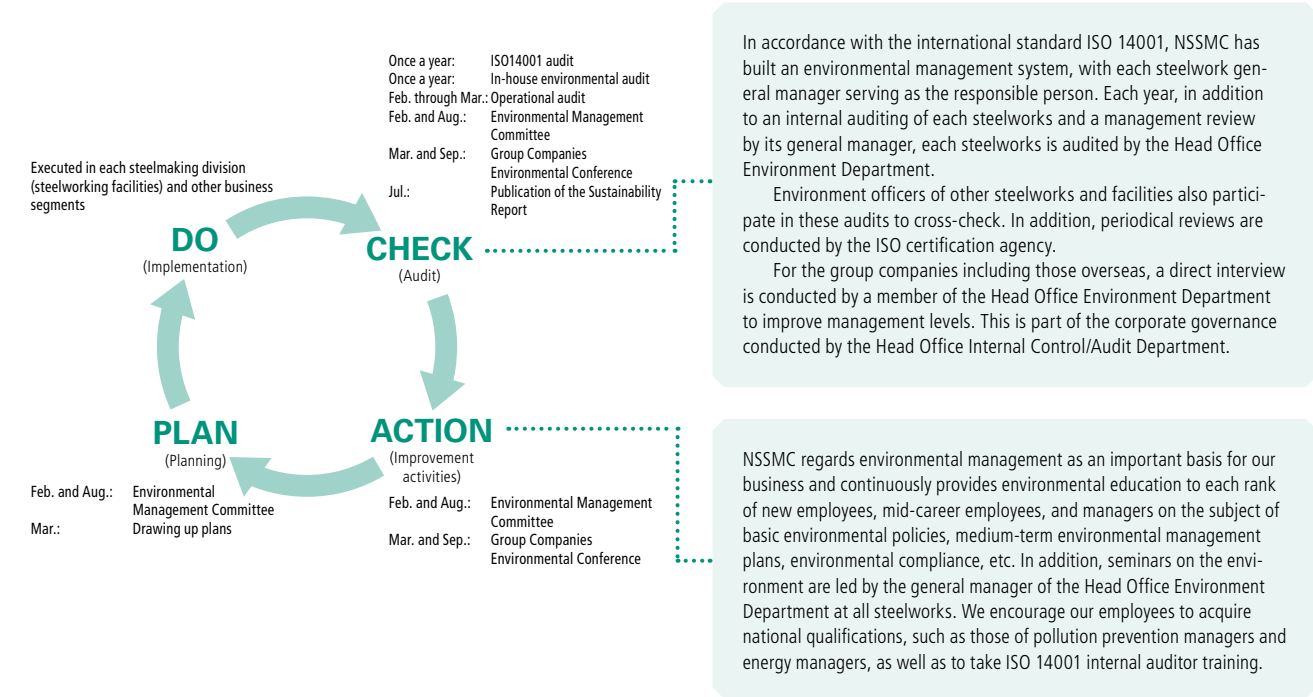 Once a year: ISO14001 audit
Once a year: In-house environmental audit
Feb. through Mar.: Operational audit
Feb. and Aug.: Environmental Management
Committee
Mar. and Sep.: Group Companies
Environmental Conference
Jul.: Publication of the Sustainability
Report
Executed in each steelmaking division
(steelworking facilities) and other business
segments
DO
(Implementation)
CHECK
(Audit)
PLAN
(Planning)
Feb. and Aug.: Environmental
Management Committee
Mar.: Drawing up plans
ACTION
(Improvement
activities)
Feb. and Aug.: Environmental Management
Committee
Mar. and Sep.: Group Companies
Environmental Conference
In accordance with the international standard ISO 14001, NSSMC has
built an environmental management system, with each steelwork gen-
eral manager serving as the responsible person. Each year, in addition
to an internal auditing of each steelworks and a management review
by its general manager, each steelworks is audited by the Head Office
Environment Department.
Environment officers of other steelworks and facilities also partici-
pate in these audits to cross-check. In addition, periodical reviews are
conducted by the ISO certification agency.
For the group companies including those overseas, a direct interview
is conducted by a member of the Head Office Environment Department
to improve management levels. This is part of the corporate governance
conducted by the Head Office Internal Control/Audit Department.
NSSMC regards environmental management as an important basis for our
business and continuously provides environmental education to each rank
of new employees, mid-career employees, and managers on the subject of
basic environmental policies, medium-term environmental management
plans, environmental compliance, etc. In addition, seminars on the envi-
ronment are led by the general manager of the Head Office Environment
Department at all steelworks. We encourage our employees to acquire
national qualifications, such as those of pollution prevention managers and
energy managers, as well as to take ISO 14001 internal auditor training.